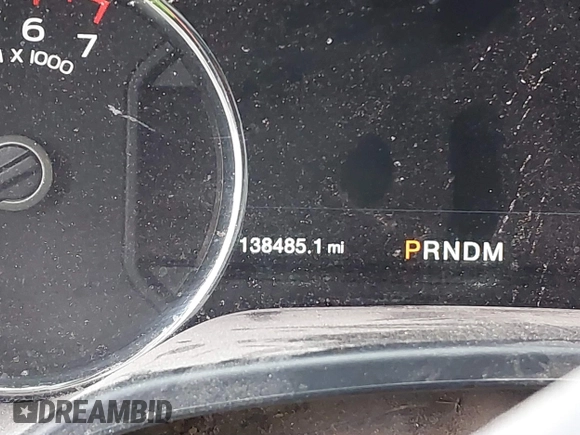 6 7
X 1000
138485.1 mi
PRNDM
DREAMBID